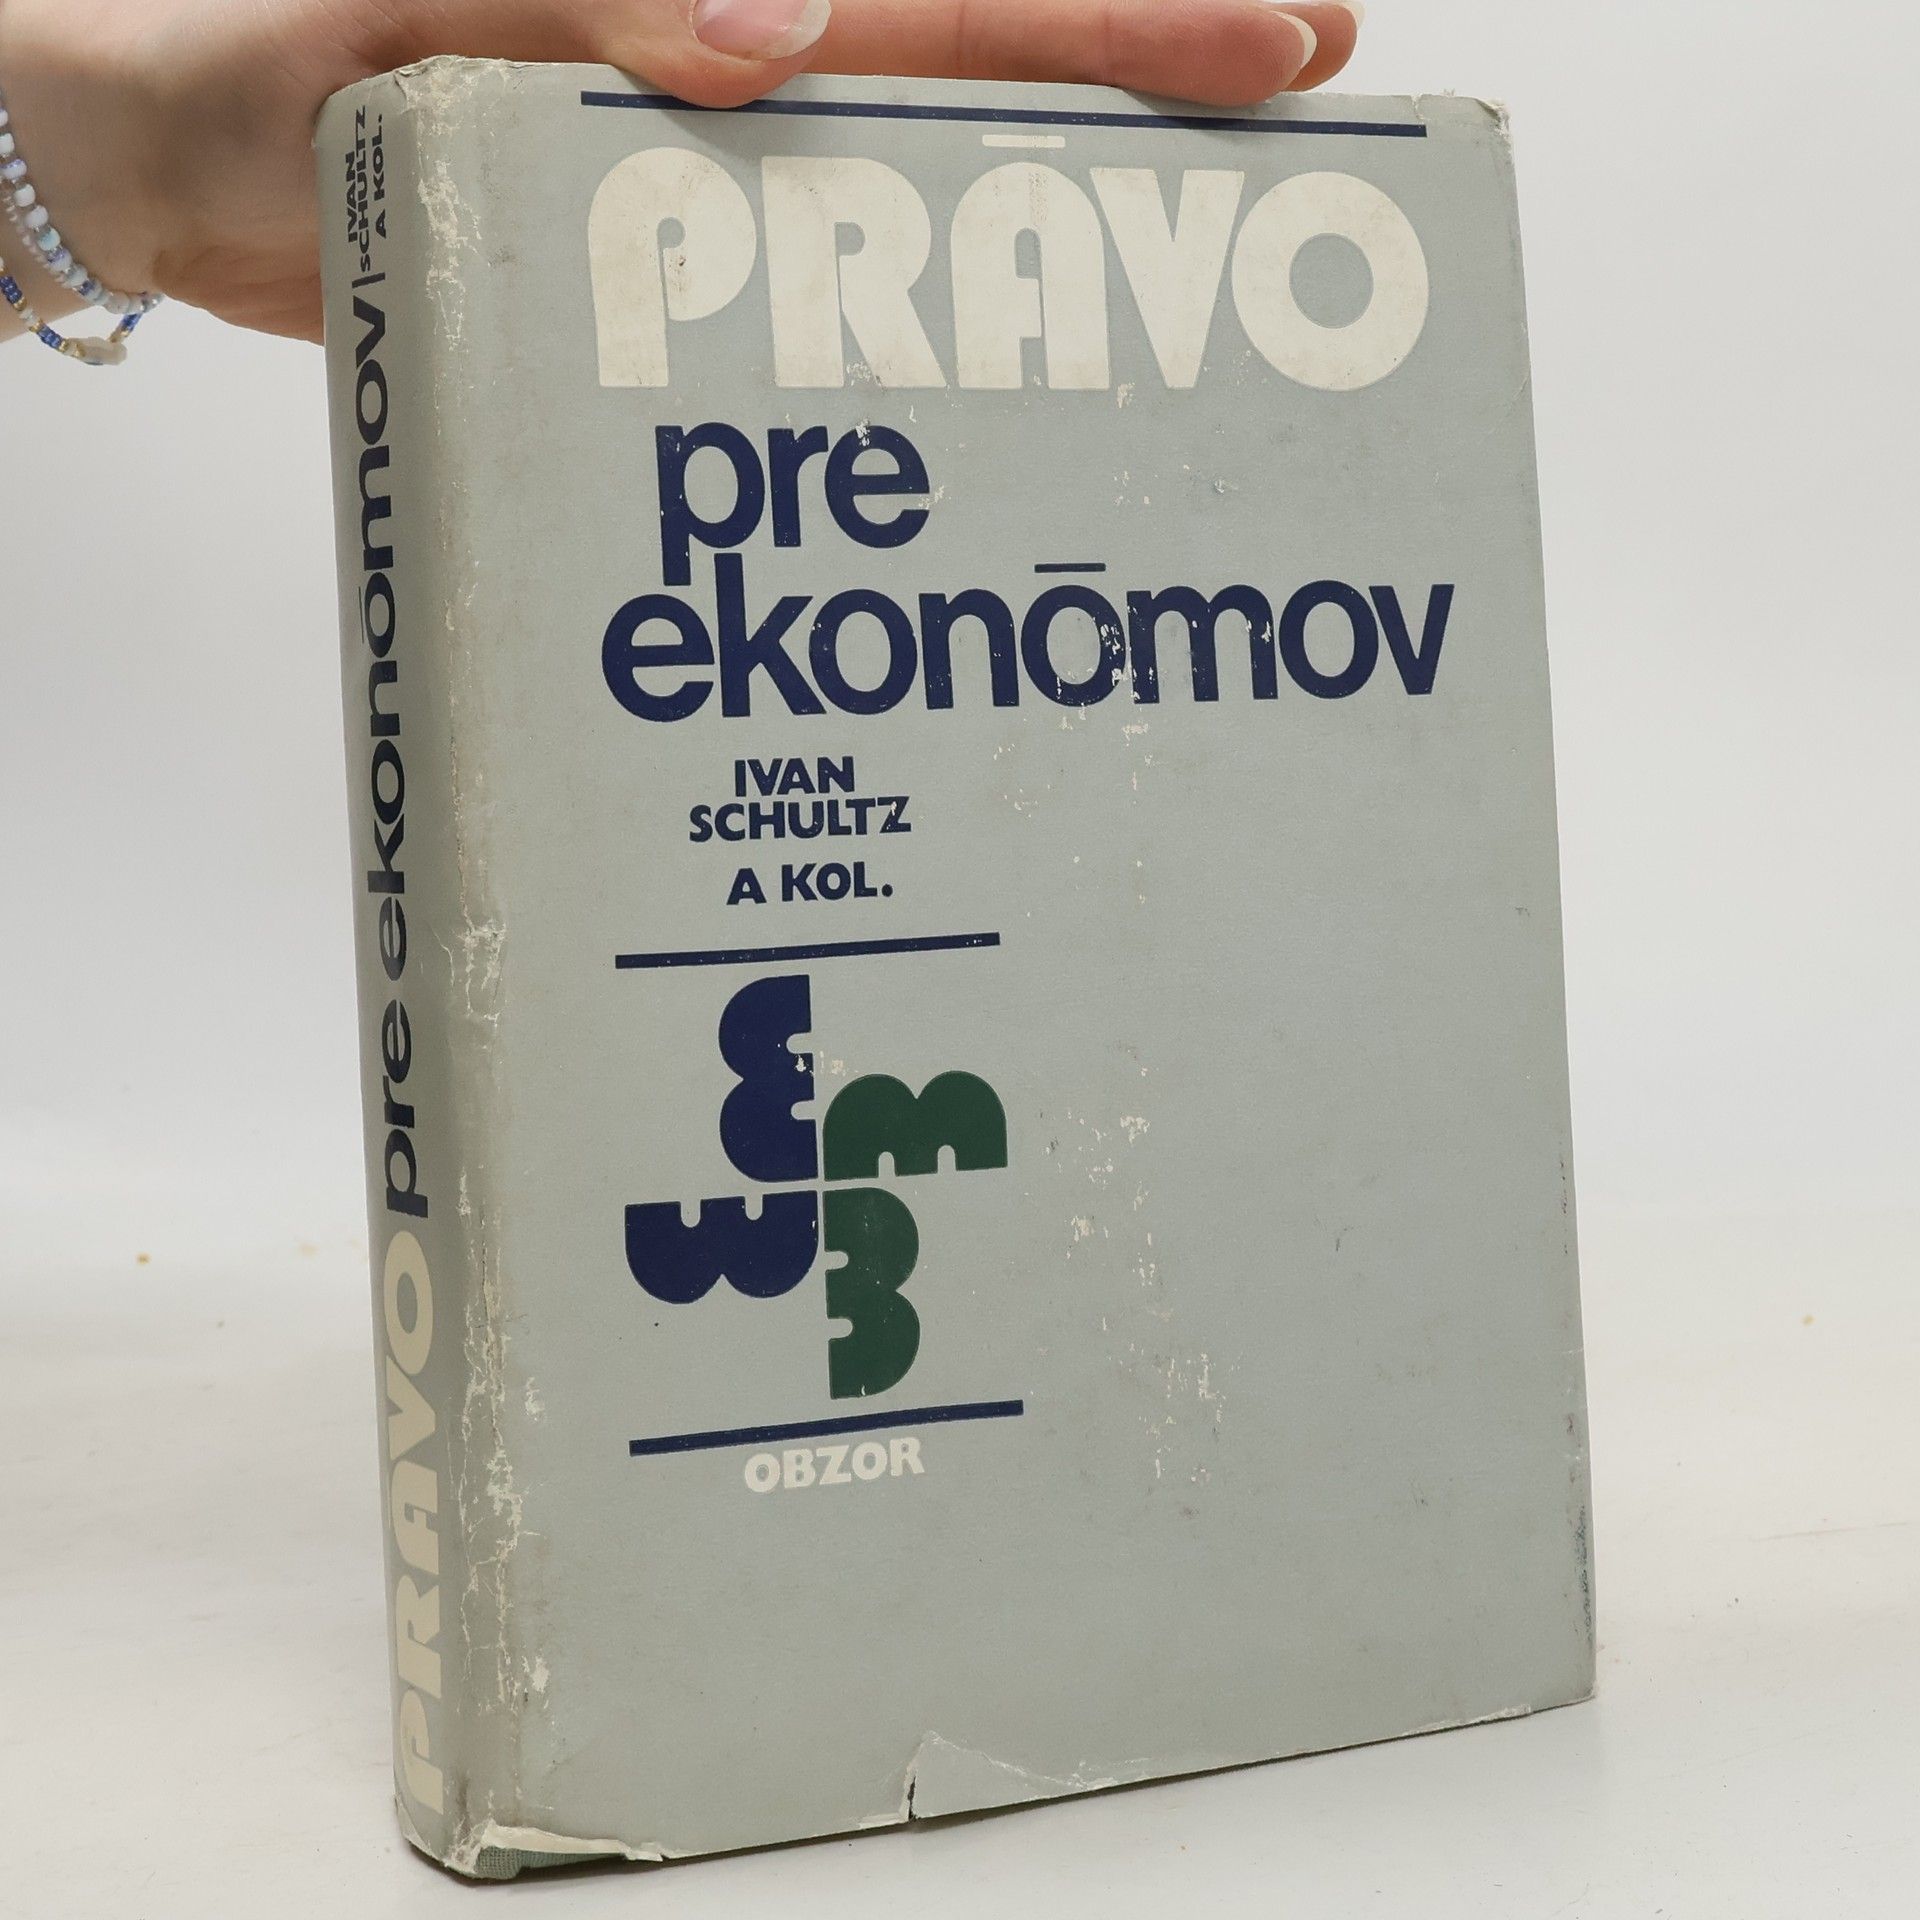 PRÁVO
pre
ekonómov
IVAN
SCHULTZ
A KOL.
OBZOR
PRÁVO pre ekonómov | IVAN
SCHULTZ
A KOL.